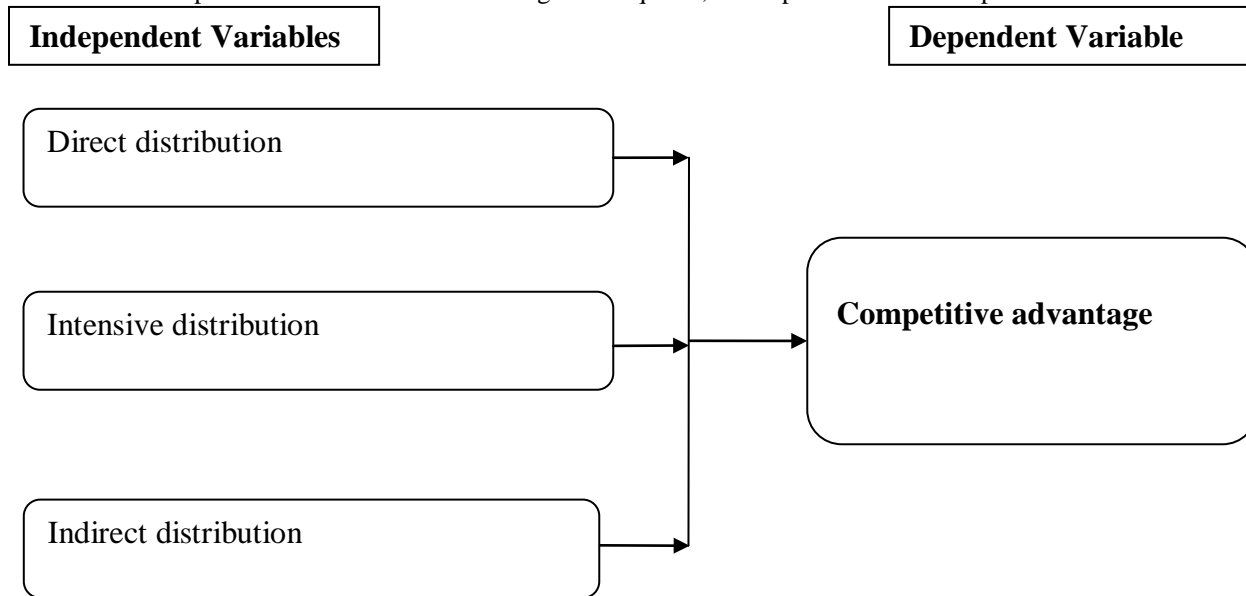 Independent Variables
Dependent Variable
Direct distribution
Intensive distribution
Competitive advantage
Indirect distribution